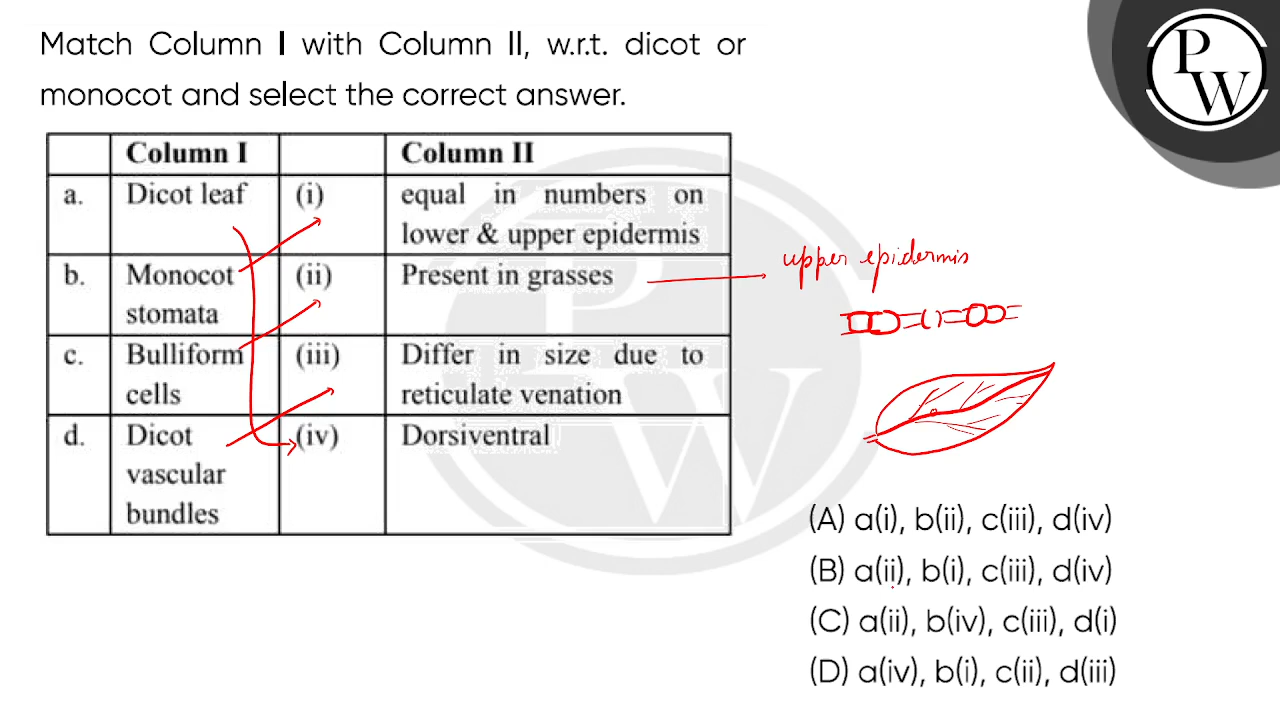 Match Column I with Column II, w.r.t. dicot or
monocot and select the correct answer.
PW
Column I Column II
a. Dicot leaf (i) equal in numbers on
lower & upper epidermis
b. Monocot (ii) Present in grasses
stomata
c. Bulliform (iii) Differ in size due to
cells reticulate venation
d. Dicot (iv) Dorsiventral
vascular
bundles
upper epidermis
(A) a(i), b(ii), c(iii), d(iv)
(B) a(ii), b(i), c(iii), d(iv)
(C) a(ii), b(iv), c(iii), d(i)
(D) a(iv), b(i), c(ii), d(iii)